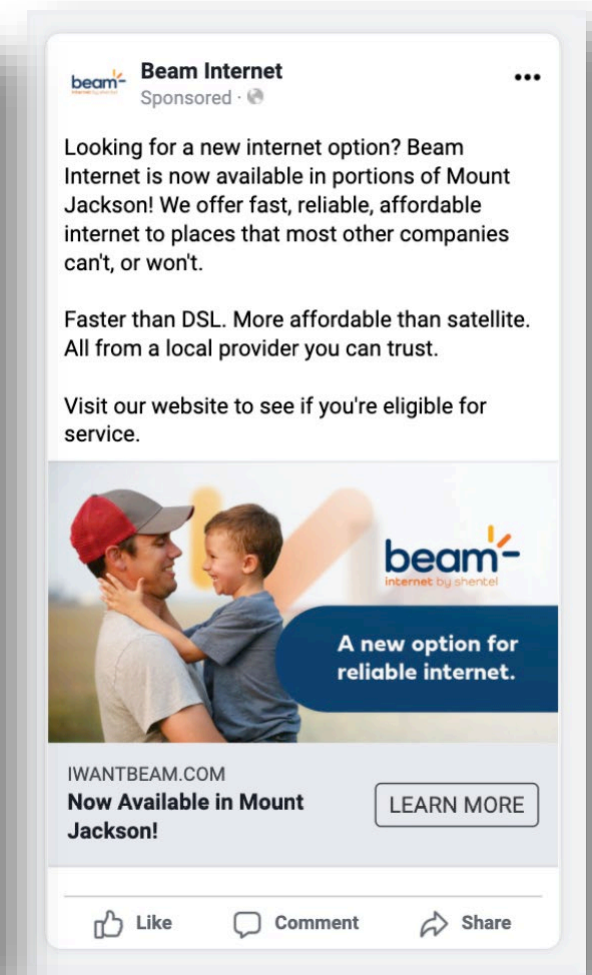 beam
Beam Internet
Sponsored ·
Looking for a new internet option? Beam
Internet is now available in portions of Mount
Jackson! We offer fast, reliable, affordable
internet to places that most other companies
can't, or won't.
Faster than DSL. More affordable than satellite.
All from a local provider you can trust.
Visit our website to see if you're eligible for
service.
beam
internet by shentel
A new option for
reliable internet.
IWANTBEAM.COM
Now Available in Mount
Jackson!
LEARN MORE
Like Comment Share